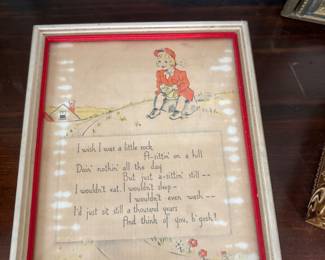 I wish I was a little rock
A-sittin' on a hill
Doin' nothin' all the day
But just a-sittin' still --
I wouldn't eat, I wouldn't sleep-
I wouldn't even wash --
I'd just sit still a thousand years
And think of you, b'gosh!